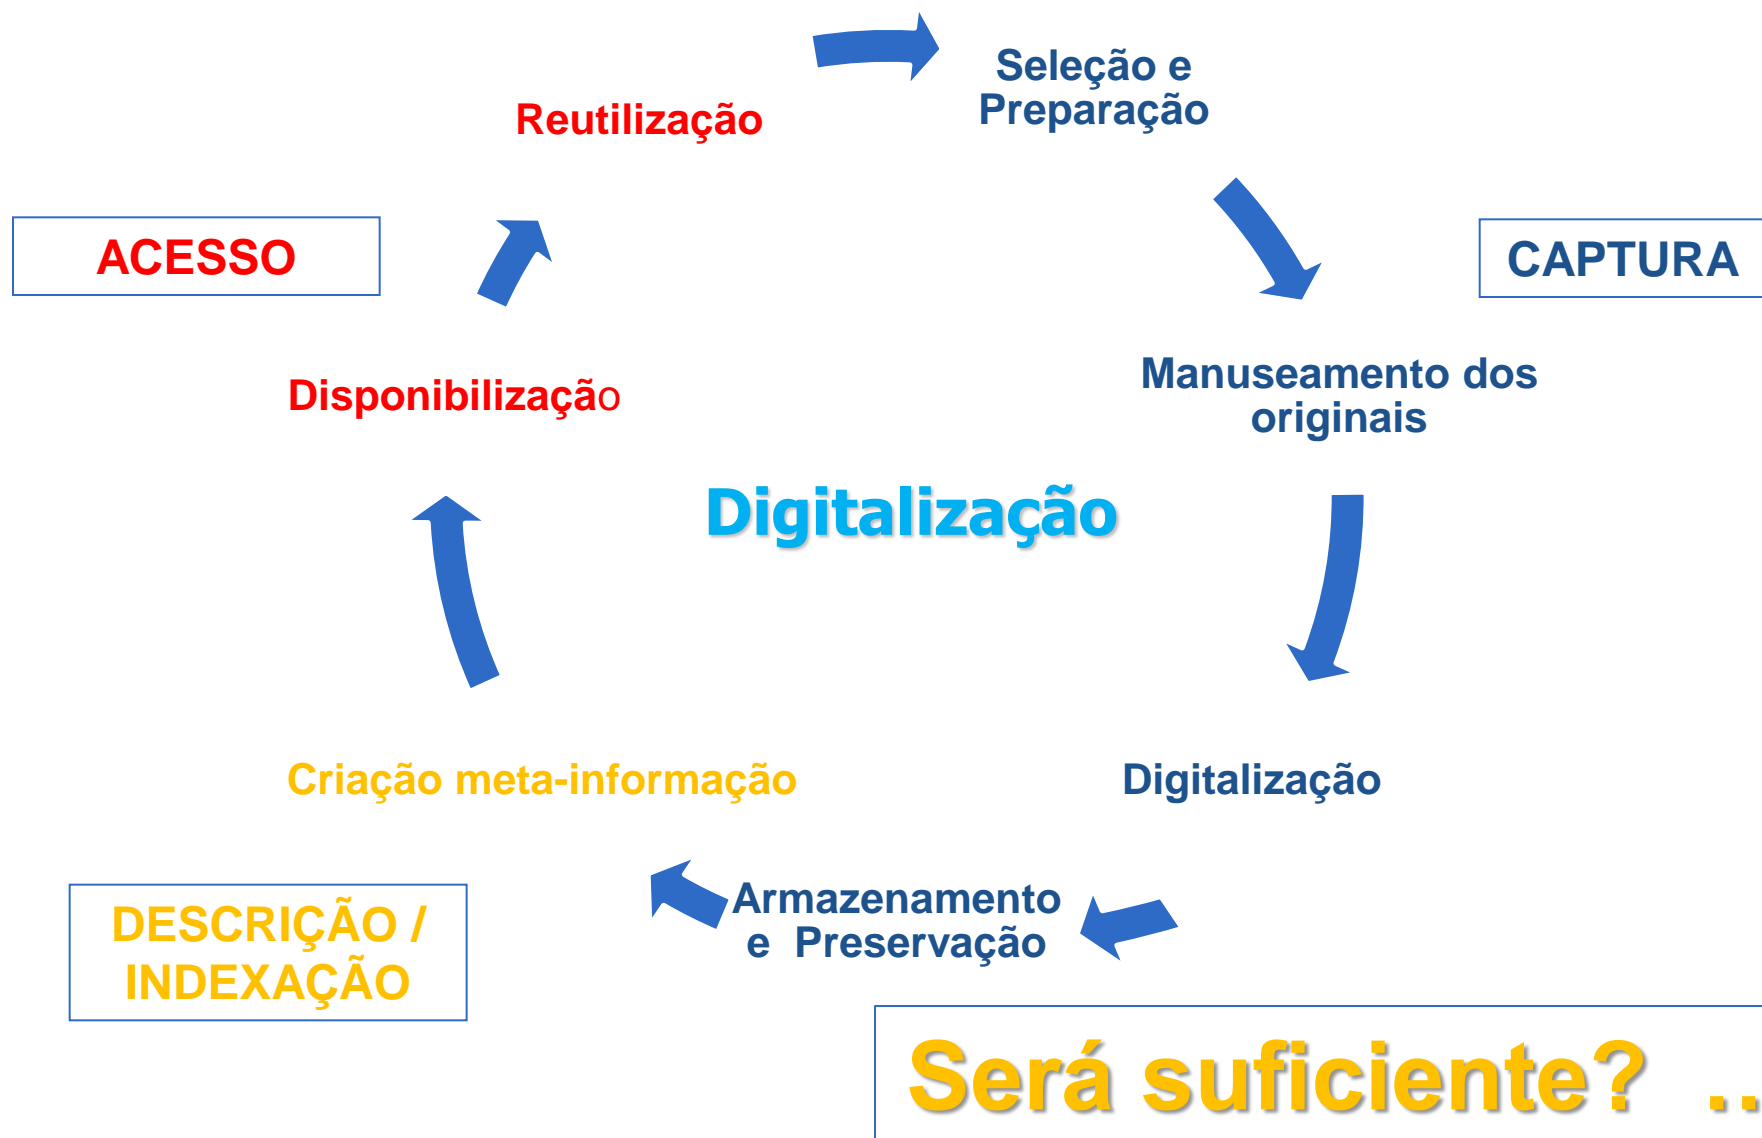 Seleção e
Preparação
Reutilização
ACESSO
CAPTURA
Manuseamento dos
originais
Disponibilização
Digitalização
Criação meta-informação
Digitalização
Armazenamento
e Preservação
DESCRIÇÃO /
INDEXAÇÃO
Será suficiente? ..